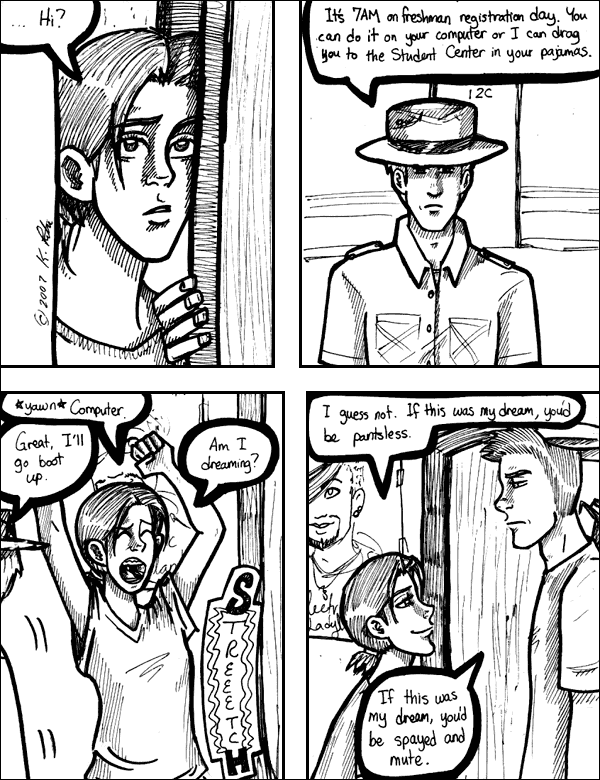 ... Hi?
© 2007 K.
It's 7AM on freshman registration day. You
can do it on your computer or I can drag
you to the Student Center in your pajamas.
12C
*yawn* Computer.
Great, I'll
go boot
up.
Am I
dreaming?
STREEETCH
I guess not. If this was my dream, you'd
be pantsless.
Lady
If this was
my dream, you'd
be spayed and
mute.